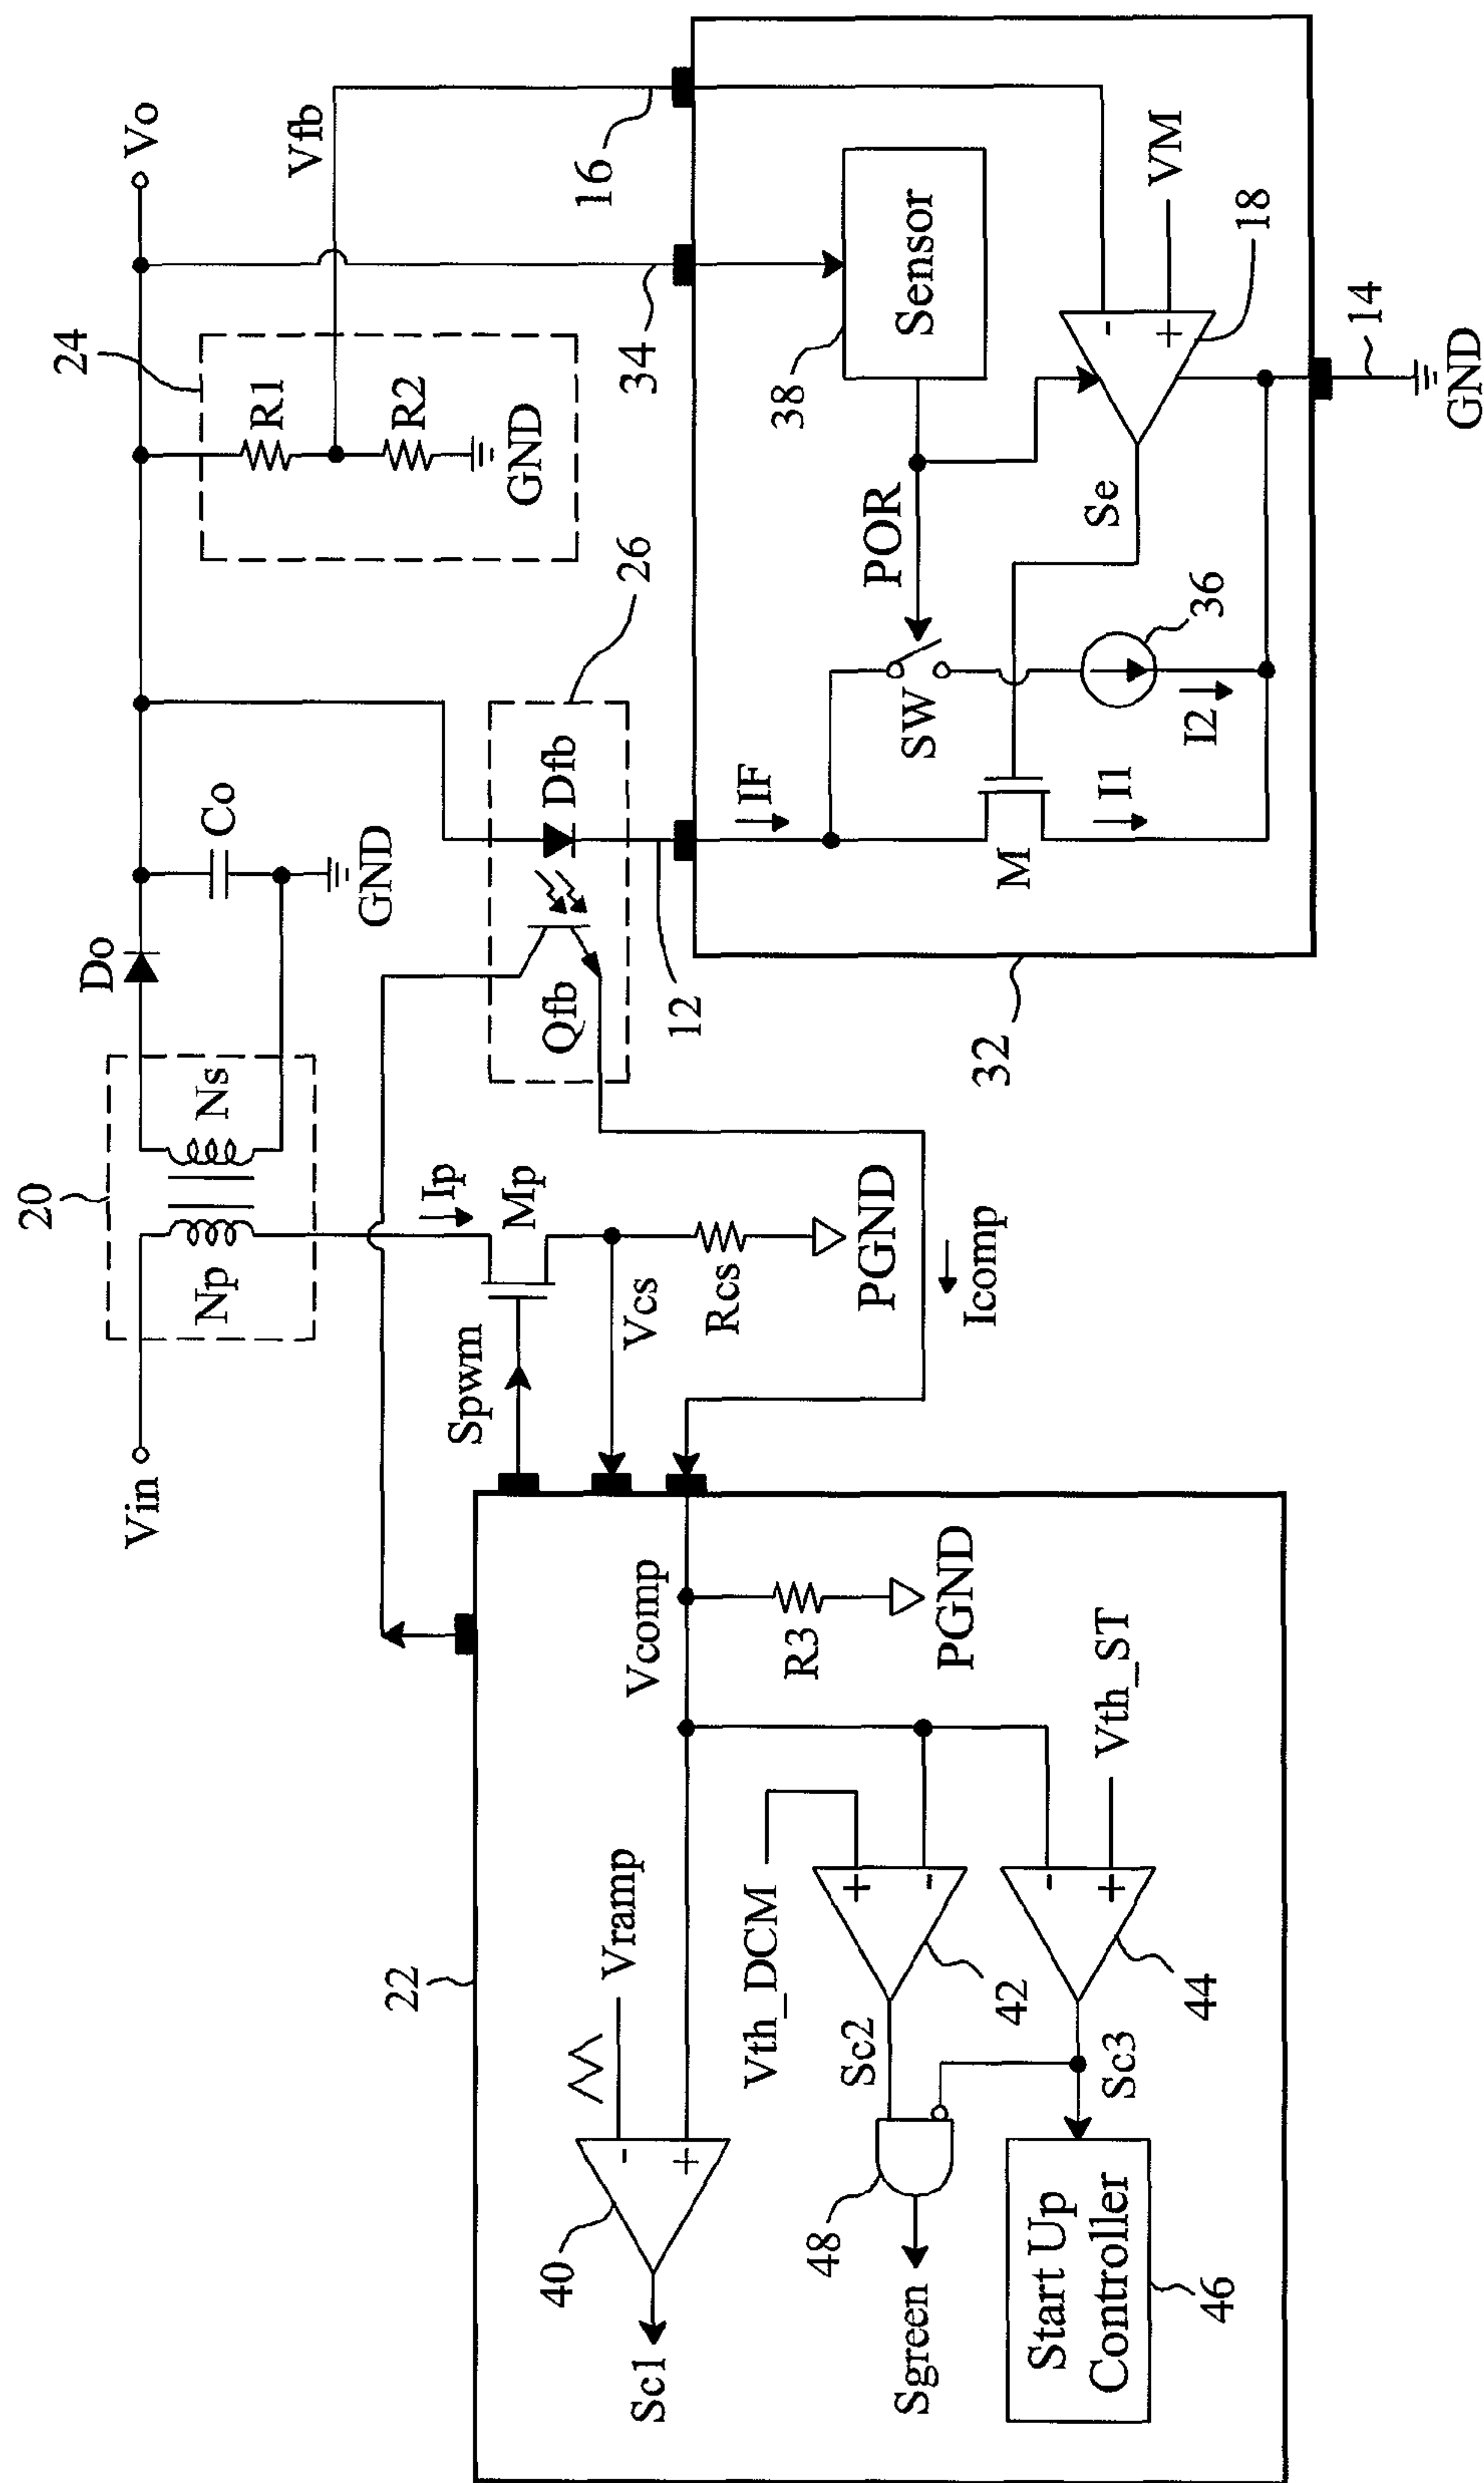 Vin
20
Np
Ns
Do
Co
GND
24
R1
R2
GND
Vo
Vfb
Ip
Mp
Spwm
Vcs
Rcs
PGND
Icomp
Qfb
Dfb
26
12
34
16
22
Vcomp
R3
PGND
Vramp
40
Sc1
Vth_DCM
42
Sc2
Vth_ST
44
Sc3
48
Sgreen
Start Up
Controller
46
32
IF
M
I1
SW
I2
36
POR
Se
38
Sensor
VM
18
14
GND
-
+
+
-
-
+
-
+